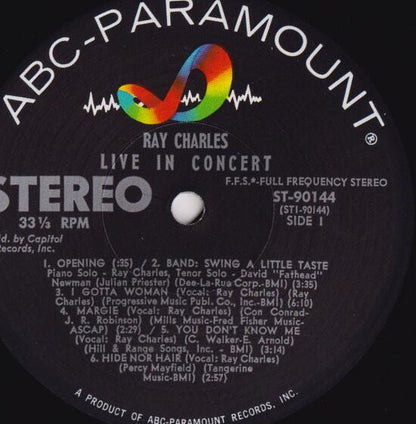 ABC-PARAMOUNT®
RAY CHARLES
LIVE IN CONCERT
STEREO
F.F.S.*-FULL FREQUENCY STEREO
33⅓ RPM
ST-90144
(ST1-90144)
SIDE 1
d. by Capitol
ecords, Inc.
1. OPENING (:35) / 2. BAND: SWING A LITTLE TASTE
Piano Solo - Ray Charles, Tenor Solo - David "Fathead"
Newman (Julian Priester) (Dee-La-Rue Corp.-BMI) (3:35)
3. I GOTTA WOMAN (Vocal: Ray Charles) (Ray
Charles) (Progressive Music Publ. Co., Inc.-BMI) (6:10)
4. MARGIE (Vocal: Ray Charles) (Con Conrad-
J. R. Robinson) (Mills Music-Fred Fisher Music-
ASCAP) (2:29) / 5. YOU DON'T KNOW ME
(Vocal: Ray Charles) (C. Walker-E. Arnold)
(Hill & Range Songs, Inc. - BMI) (3:14)
6. HIDE NOR HAIR (Vocal: Ray Charles)
(Percy Mayfield) (Tangerine
Music-BMI) (2:57)
A PRODUCT OF ABC-PARAMOUNT RECORDS, INC.